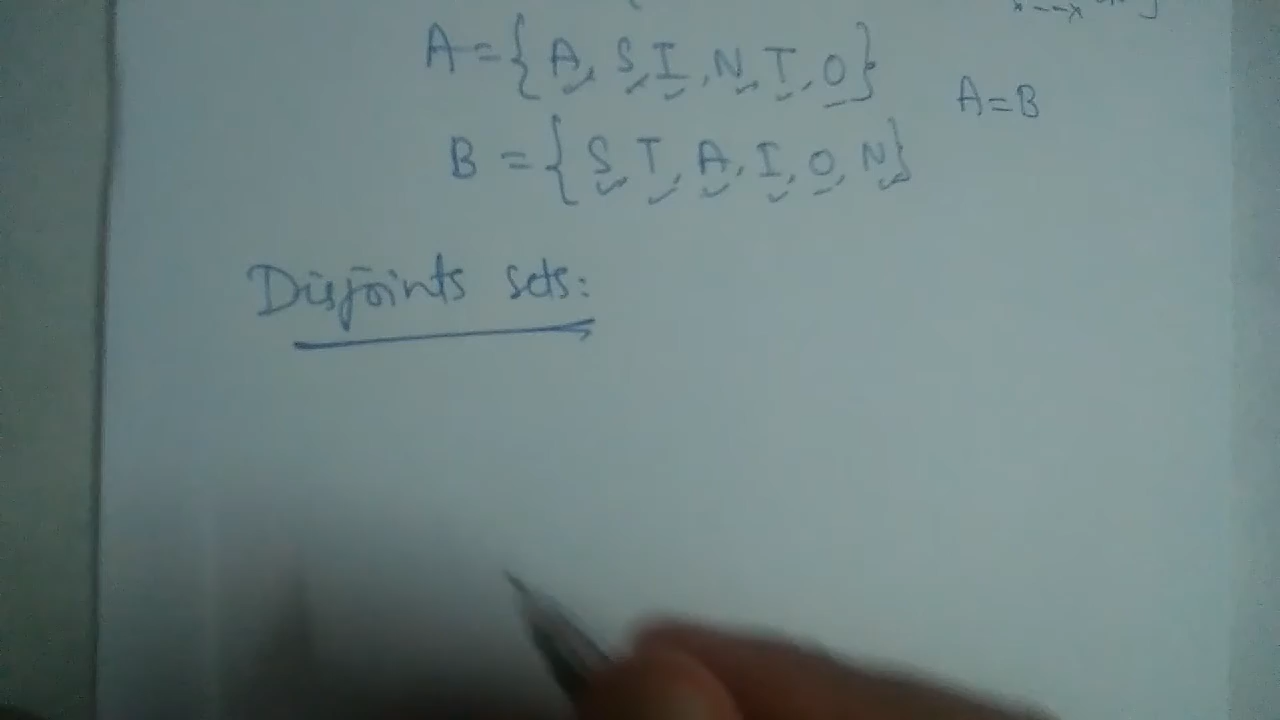 A = {A, S, I, N, T, O}
A=B
B = {S, T, A, I, O, N}
Disjoints sets: